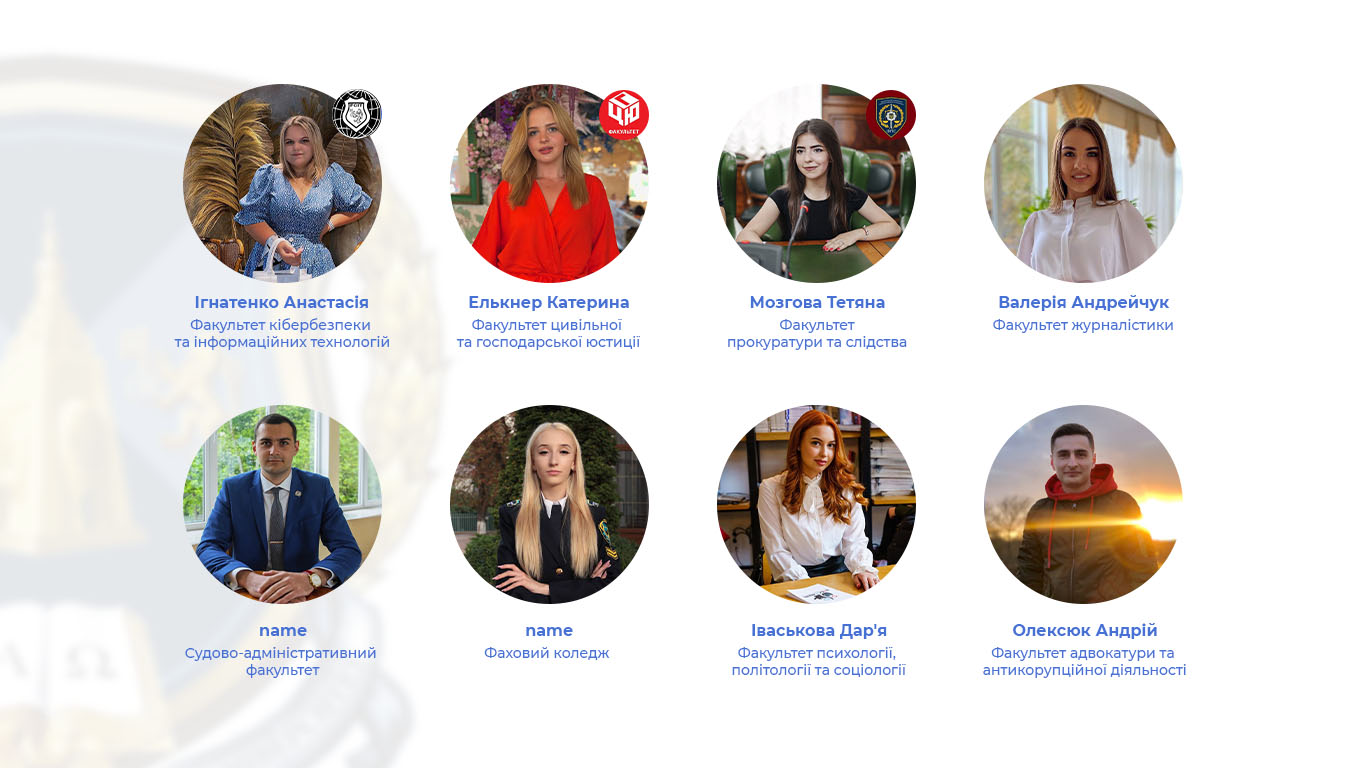 ФАКУЛЬТЕТ
Ігнатенко Анастасія
Факультет кібербезпеки
та інформаційних технологій
Елькнер Катерина
Факультет цивільної
та господарської юстиції
Мозгова Тетяна
Факультет
прокуратури та слідства
Валерія Андрейчук
Факультет журналістики
name
Судово-адміністративний
факультет
name
Фаховий коледж
Іваськова Дар'я
Факультет психології,
політології та соціології
Олексюк Андрій
Факультет адвокатури та
антикорупційної діяльності